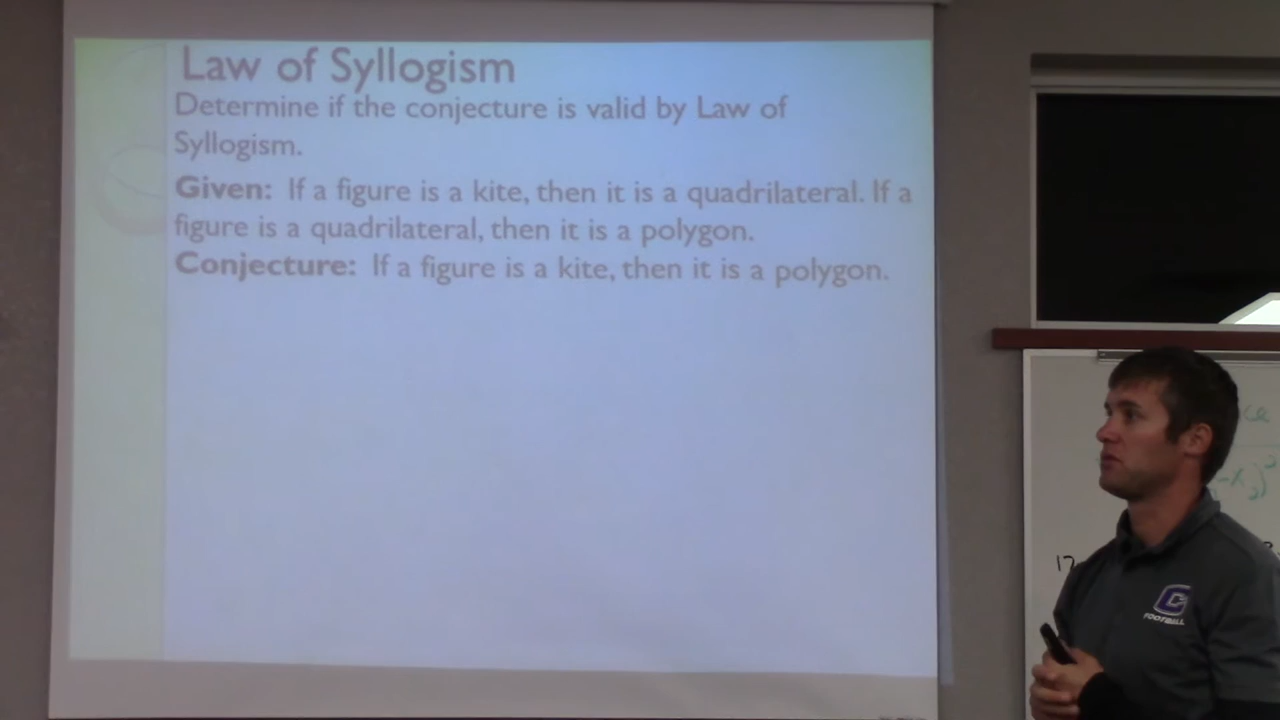 Law of Syllogism
Determine if the conjecture is valid by Law of
Syllogism.
Given: If a figure is a kite, then it is a quadrilateral. If a
figure is a quadrilateral, then it is a polygon.
Conjecture: If a figure is a kite, then it is a polygon.
C
FOOTBALL
17